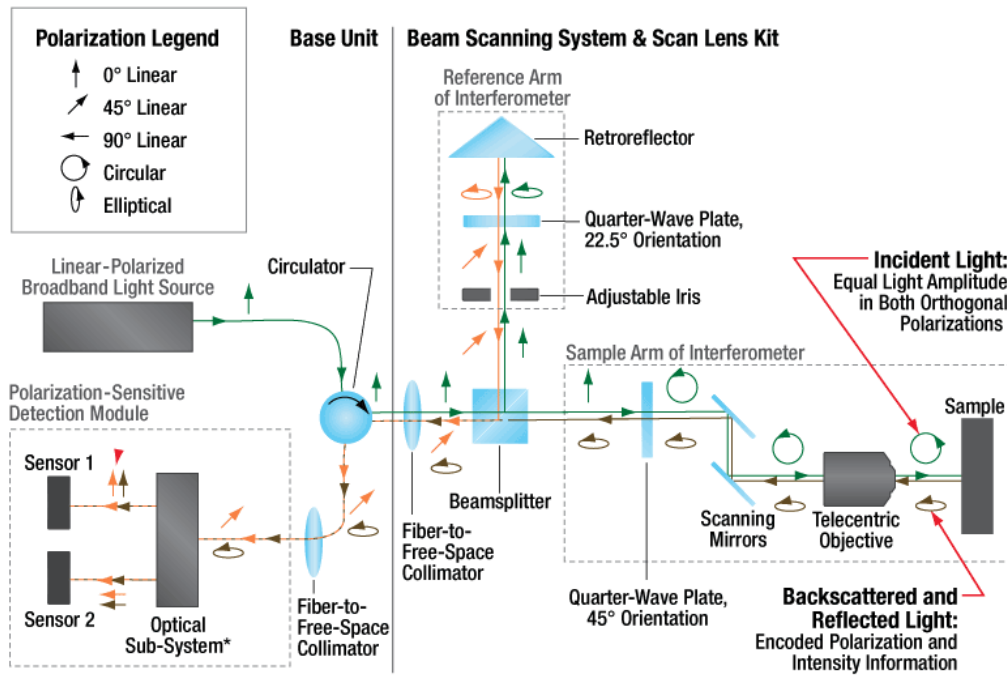 Polarization Legend
0° Linear
45° Linear
90° Linear
Circular
Elliptical
Base Unit
Beam Scanning System & Scan Lens Kit
Reference Arm
of Interferometer
Retroreflector
Quarter-Wave Plate,
22.5° Orientation
Adjustable Iris
Linear-Polarized
Broadband Light Source
Circulator
Incident Light:
Equal Light Amplitude
in Both Orthogonal
Polarizations
Sample Arm of Interferometer
Sample
Polarization-Sensitive
Detection Module
Sensor 1
Sensor 2
Optical
Sub-System*
Fiber-to-
Free-Space
Collimator
Fiber-to-
Free-Space
Collimator
Beamsplitter
Scanning
Mirrors
Telecentric
Objective
Quarter-Wave Plate,
45° Orientation
Backscattered and
Reflected Light:
Encoded Polarization and
Intensity Information